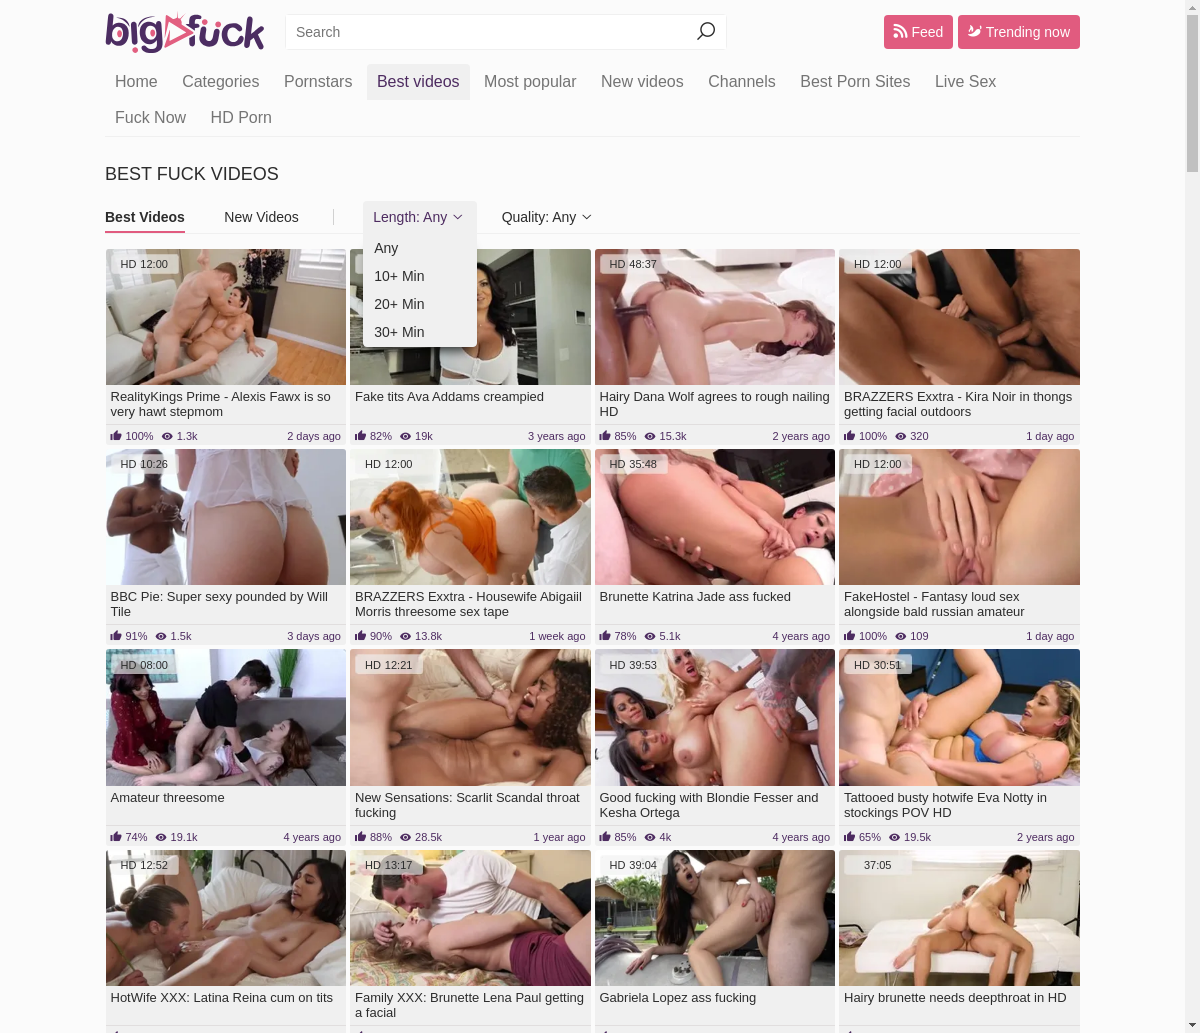 bigfuck
Search
Feed
Trending now
Home Categories Pornstars Best videos Most popular New videos Channels Best Porn Sites Live Sex
Fuck Now HD Porn
BEST FUCK VIDEOS
Best Videos New Videos Length: Any Quality: Any
Any
10+ Min
20+ Min
30+ Min
HD 12:00
RealityKings Prime - Alexis Fawx is so
very hawt stepmom
100% 1.3k 2 days ago
Fake tits Ava Addams creampied
82% 19k 3 years ago
HD 48:37
Hairy Dana Wolf agrees to rough nailing
HD
85% 15.3k 2 years ago
HD 12:00
BRAZZERS Exxtra - Kira Noir in thongs
getting facial outdoors
100% 320 1 day ago
HD 10:26
BBC Pie: Super sexy pounded by Will
Tile
91% 1.5k 3 days ago
HD 12:00
BRAZZERS Exxtra - Housewife Abigaiil
Morris threesome sex tape
90% 13.8k 1 week ago
HD 35:48
Brunette Katrina Jade ass fucked
78% 5.1k 4 years ago
HD 12:00
FakeHostel - Fantasy loud sex
alongside bald russian amateur
100% 109 1 day ago
HD 08:00
Amateur threesome
74% 19.1k 4 years ago
HD 12:21
New Sensations: Scarlit Scandal throat
fucking
88% 28.5k 1 year ago
HD 39:53
Good fucking with Blondie Fesser and
Kesha Ortega
85% 4k 4 years ago
HD 30:51
Tattooed busty hotwife Eva Notty in
stockings POV HD
65% 19.5k 2 years ago
HD 12:52
HotWife XXX: Latina Reina cum on tits
HD 13:17
Family XXX: Brunette Lena Paul getting
a facial
HD 39:04
Gabriela Lopez ass fucking
37:05
Hairy brunette needs deepthroat in HD